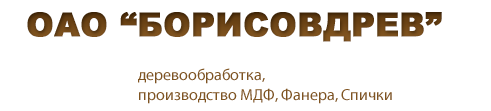 ОАО “БОРИСОВДРЕВ”
деревообработка,
производство МДФ, Фанера, Спички